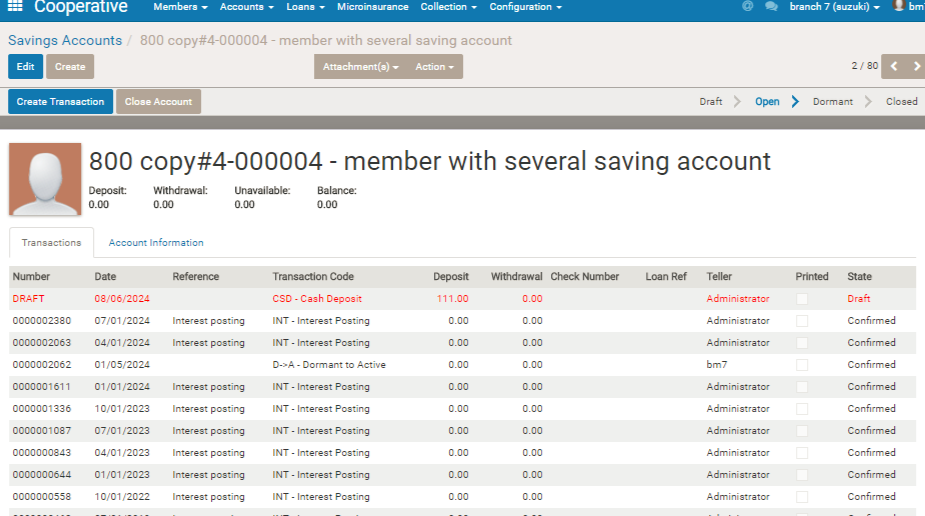 Cooperative Members Accounts Loans Microinsurance Collection Configuration @ branch 7 (suzuki) bm7
Savings Accounts / 800 copy#4-000004 - member with several saving account
Edit Create Attachment(s) Action 2 / 80
Create Transaction Close Account Draft Open Dormant Closed
800 copy#4-000004 - member with several saving account
Deposit: Withdrawal: Unavailable: Balance:
0.00 0.00 0.00 0.00
Transactions Account Information
Number Date Reference Transaction Code Deposit Withdrawal Check Number Loan Ref Teller Printed State
DRAFT 08/06/2024 CSD - Cash Deposit 111.00 0.00 Administrator Draft
0000002380 07/01/2024 Interest posting INT - Interest Posting 0.00 0.00 Administrator Confirmed
0000002063 04/01/2024 Interest posting INT - Interest Posting 0.00 0.00 Administrator Confirmed
0000002062 01/05/2024 D->A - Dormant to Active 0.00 0.00 bm7 Confirmed
0000001611 01/01/2024 Interest posting INT - Interest Posting 0.00 0.00 Administrator Confirmed
0000001336 10/01/2023 Interest posting INT - Interest Posting 0.00 0.00 Administrator Confirmed
0000001087 07/01/2023 Interest posting INT - Interest Posting 0.00 0.00 Administrator Confirmed
0000000843 04/01/2023 Interest posting INT - Interest Posting 0.00 0.00 Administrator Confirmed
0000000644 01/01/2023 Interest posting INT - Interest Posting 0.00 0.00 Administrator Confirmed
0000000558 10/01/2022 Interest posting INT - Interest Posting 0.00 0.00 Administrator Confirmed